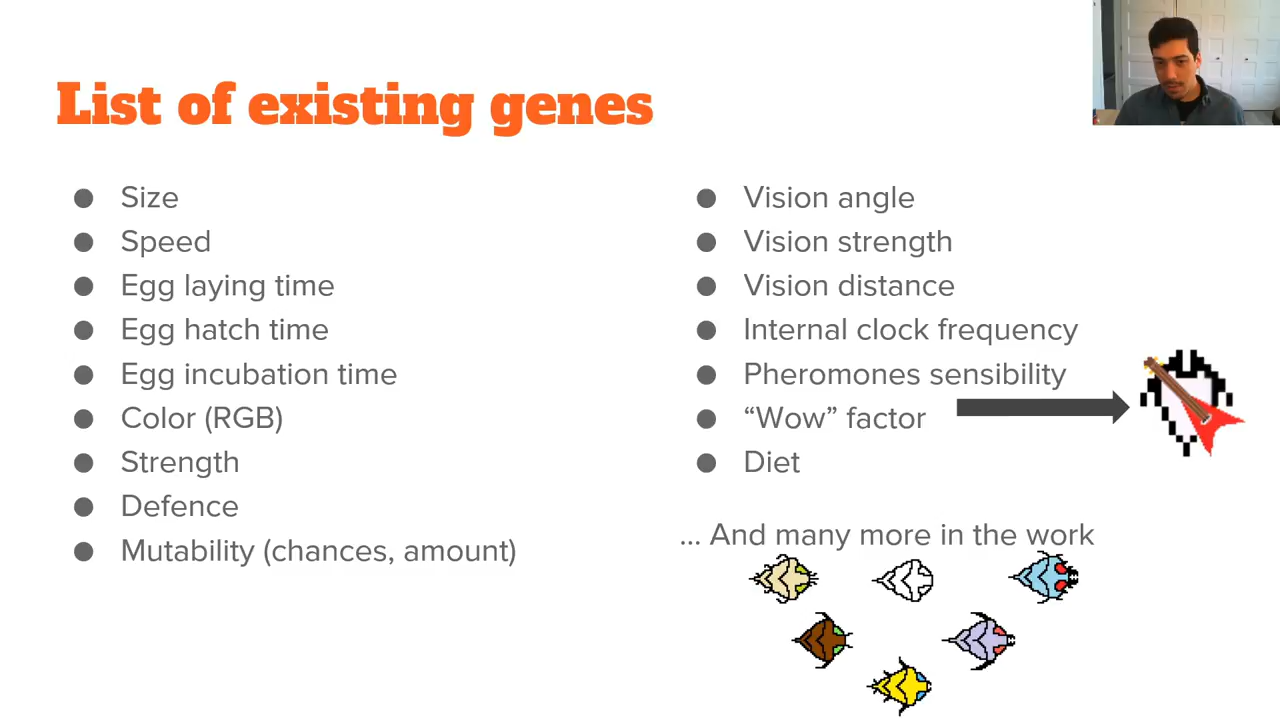 List of existing genes
● Size
● Speed
● Egg laying time
● Egg hatch time
● Egg incubation time
● Color (RGB)
● Strength
● Defence
● Mutability (chances, amount)
● Vision angle
● Vision strength
● Vision distance
● Internal clock frequency
● Pheromones sensibility
● “Wow” factor
● Diet
... And many more in the work